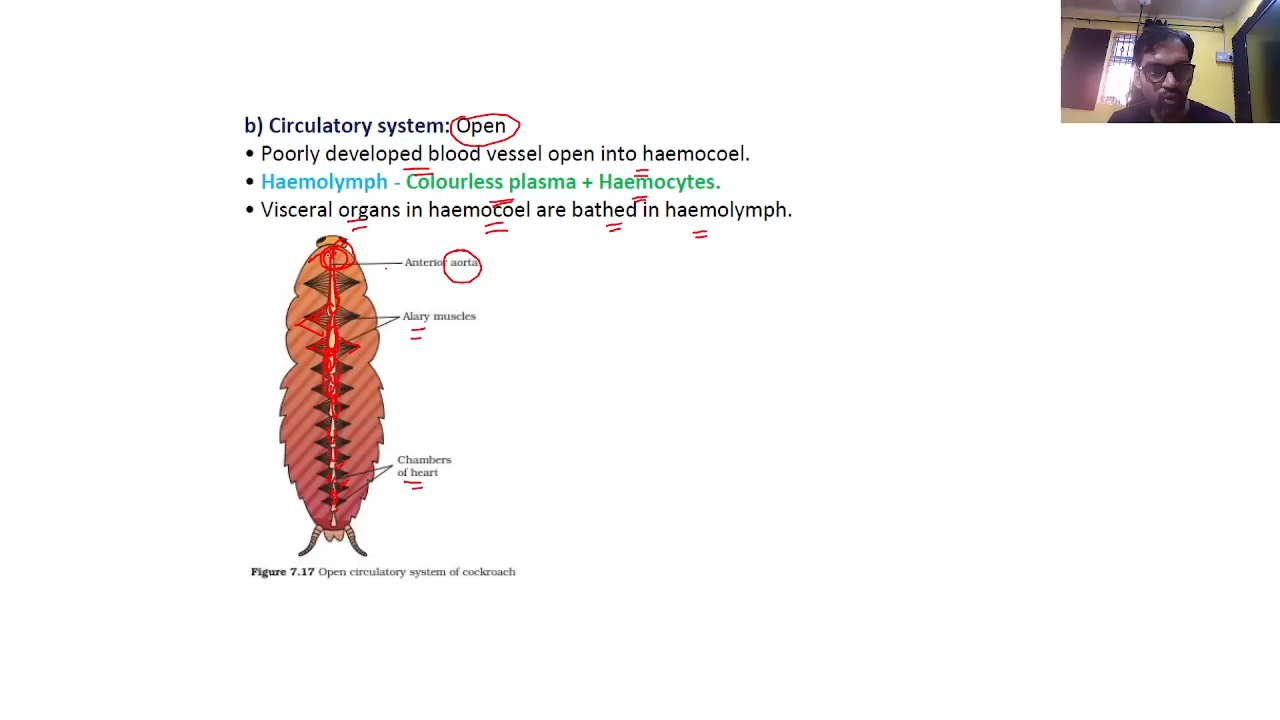 b) Circulatory system: Open
• Poorly developed blood vessel open into haemocoel.
• Haemolymph - Colourless plasma + Haemocytes.
• Visceral organs in haemocoel are bathed in haemolymph.
Anterior aorta
Alary muscles
Chambers
of heart
Figure 7.17 Open circulatory system of cockroach